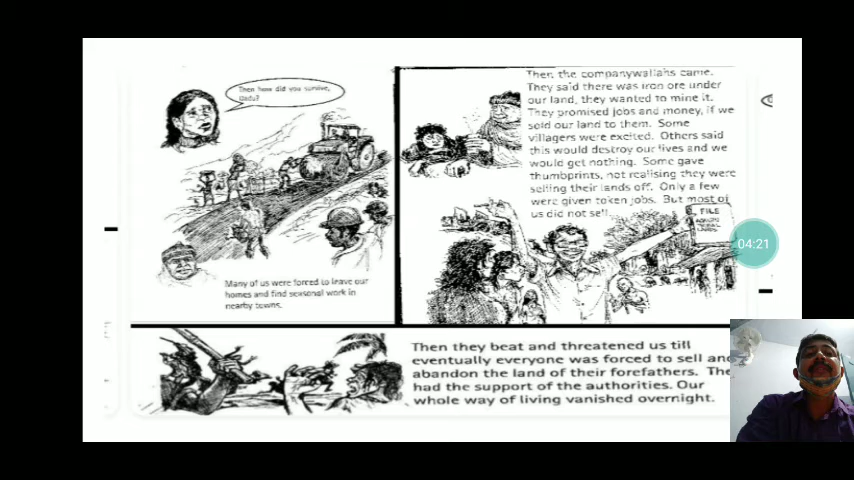 Then how did you survive,
Dadu?
Many of us were forced to leave our
homes and find seasonal work in
nearby towns.
Then the companywallahs came.
They said there was iron ore under
our land, they wanted to mine it.
They promised jobs and money, if we
sold our land to them. Some
villagers were excited. Others said
this would destroy our lives and we
would get nothing. Some gave
thumbprints, not realising they were
selling their lands off. Only a few
were given token jobs. But most of
us did not sell.
FILE
LANDS
04:21
Then they beat and threatened us till
eventually everyone was forced to sell and
abandon the land of their forefathers. The
had the support of the authorities. Our
whole way of living vanished overnight.